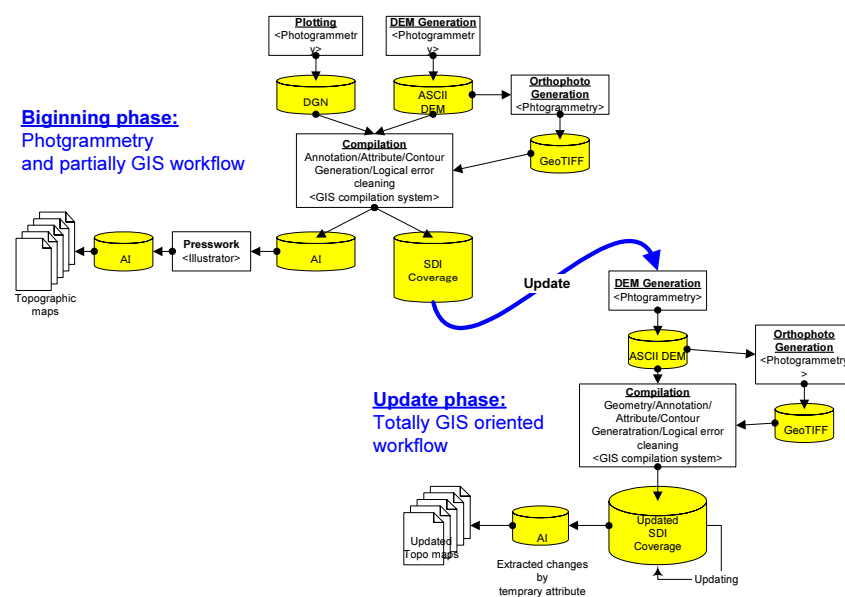 Plotting
<Photogrammetr
y>
DEM Generation
<Photogrammetr
y>
Orthophoto
Generation
<Phtogrammetry>
DGN
ASCII
DEM
GeoTIFF
Biginning phase:
Photgrammetry
and partially GIS workflow
Compilation
Annotation/Attribute/Contour
Generation/Logical error
cleaning
<GIS compilation system>
Topographic
maps
AI
Presswork
<Illustrator>
AI
SDI
Coverage
Update
DEM Generation
<Phtogrammetry>
ASCII DEM
Orthophoto
Generation
<Photogrammetry
>
GeoTIFF
Update phase:
Totally GIS oriented
workflow
Compilation
Geometry/Annotation/
Attribute/Contour
Generatration/Logical error
cleaning
<GIS compilation system>
Updated
Topo maps
AI
Extracted changes
by
temprary attribute
Updated
SDI
Coverage
Updating